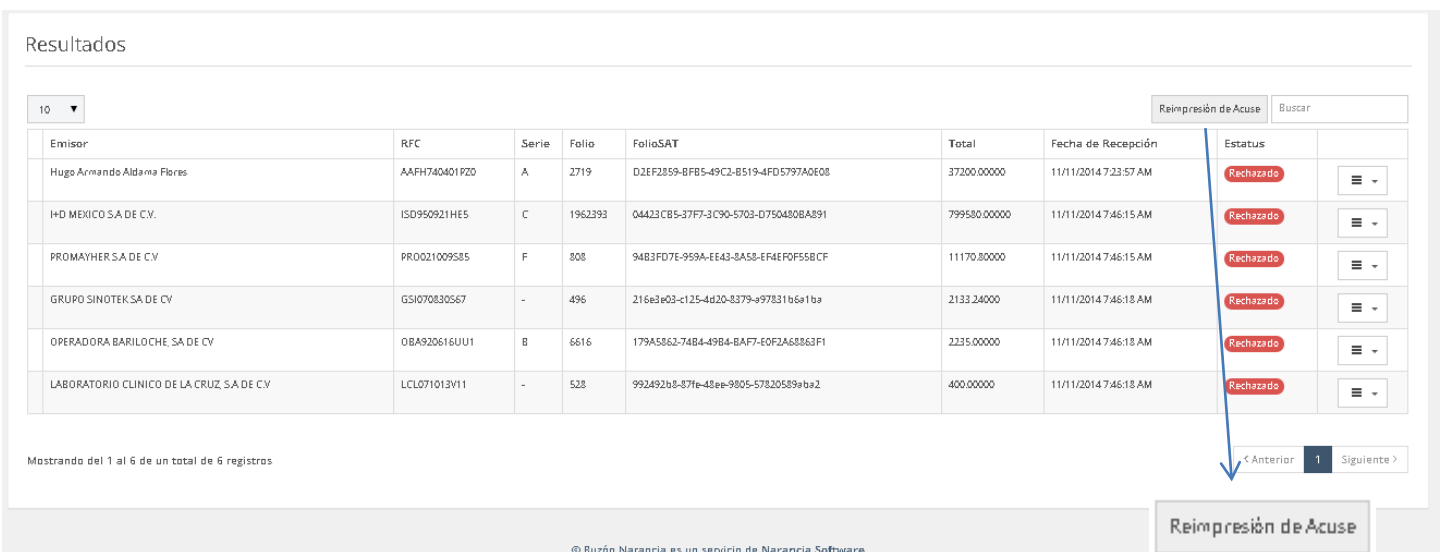 Resultados
10
Reimpresión de Acuse Buscar
Emisor RFC Serie Folio FolioSAT Total Fecha de Recepción Estatus
Hugo Armando Aldama Flores AAFH740401PZ0 A 2719 D2EF2859-BFB5-49C2-B519-4FD5797A0E08 37200.00000 11/11/2014 7:23:57 AM Rechazado
I+D MEXICO S.A DE C.V. ISD950921HE5 C 1962393 04423CB5-37F7-3C90-5703-D750480BA891 799580.00000 11/11/2014 7:46:15 AM Rechazado
PROMAYHER S.A DE C.V PRO021009S85 F 808 94B3FD7E-959A-EE43-8A58-EF4EF0F55BCF 11170.80000 11/11/2014 7:46:15 AM Rechazado
GRUPO SINOTEK SA DE CV GSI070830S67 - 496 216e3e03-c125-4d20-8379-a97831b6a1ba 2133.24000 11/11/2014 7:46:18 AM Rechazado
OPERADORA BARILOCHE, SA DE CV OBA920616UU1 B 6616 179A5862-74B4-49B4-BAF7-E0F2A68863F1 2235.00000 11/11/2014 7:46:18 AM Rechazado
LABORATORIO CLINICO DE LA CRUZ, S.A DE C.V LCL071013V11 - 528 992492b8-87fe-48ee-9805-57820589aba2 400.00000 11/11/2014 7:46:18 AM Rechazado
Mostrando del 1 al 6 de un total de 6 registros
< Anterior 1 Siguiente >
Reimpresión de Acuse
© Buzón Narancia es un servicio de Narancia Software